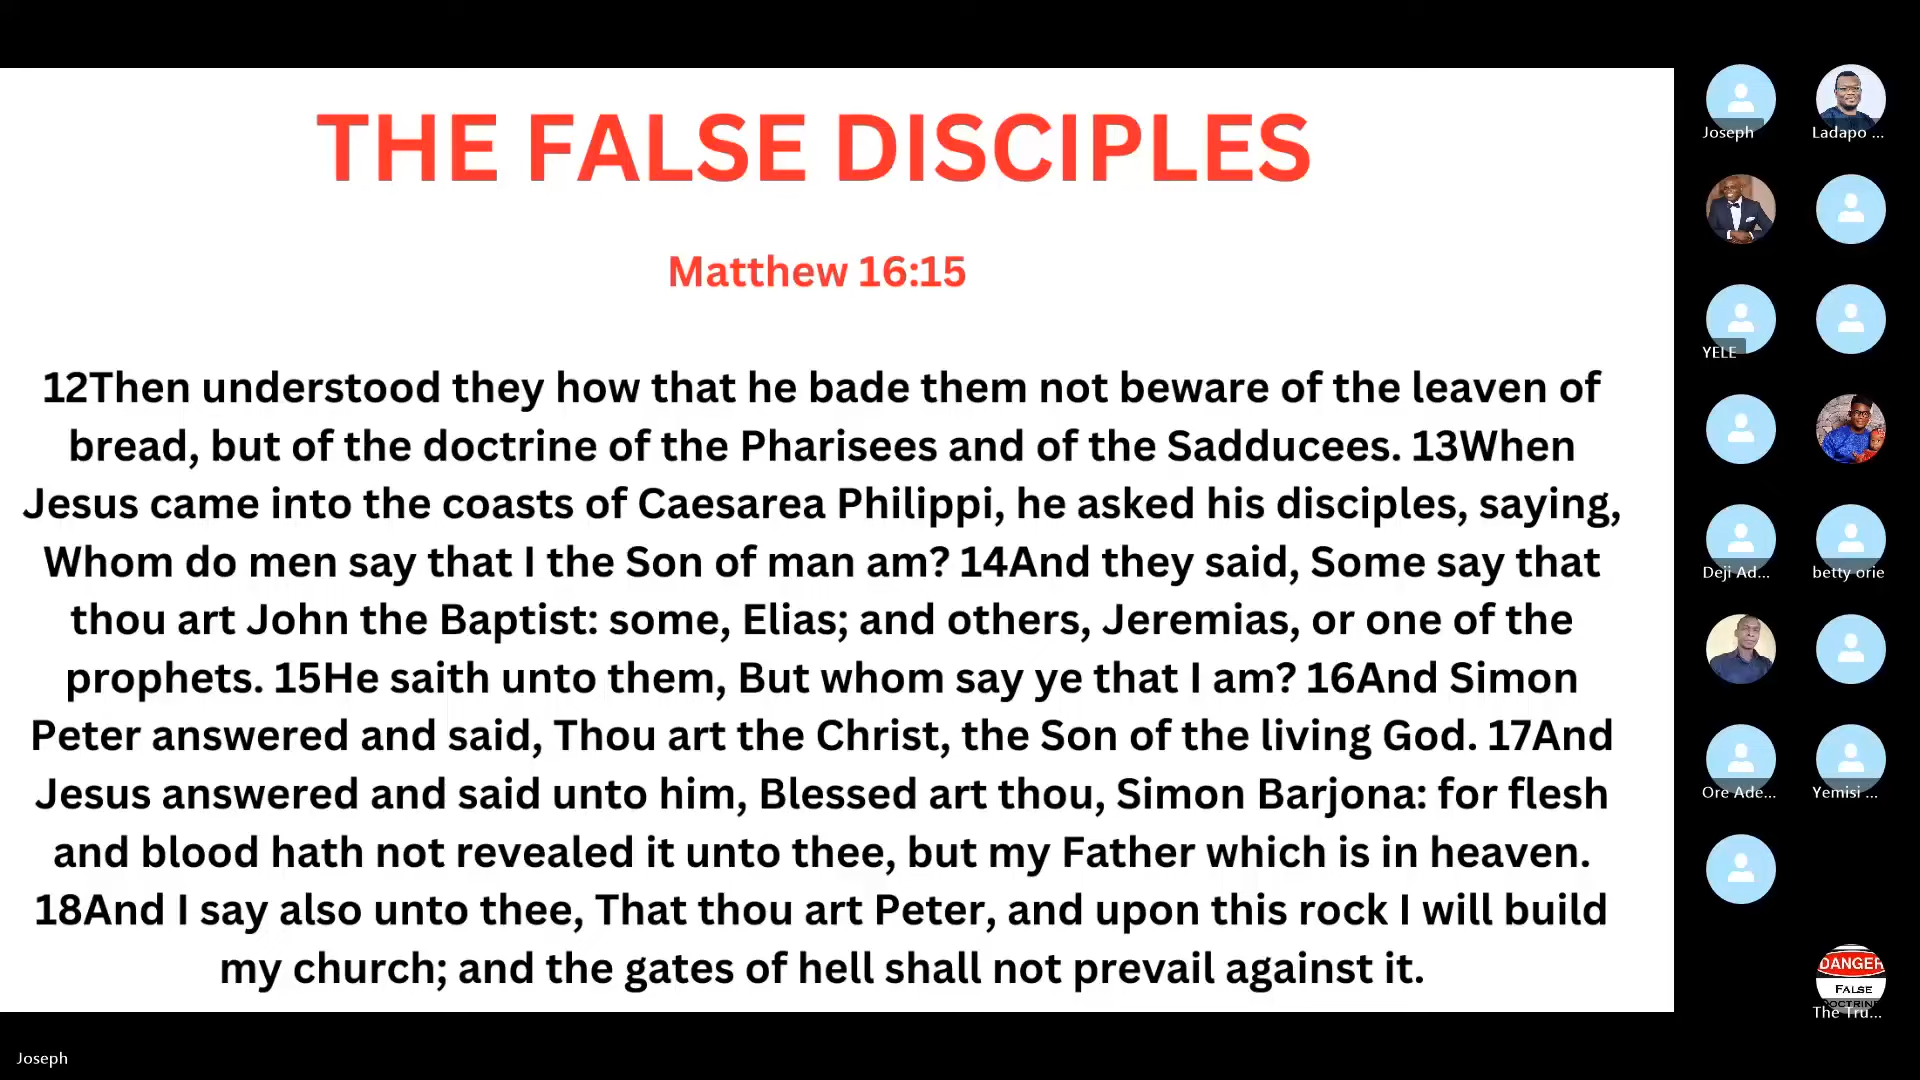 THE FALSE DISCIPLES
Matthew 16:15
12Then understood they how that he bade them not beware of the leaven of
bread, but of the doctrine of the Pharisees and of the Sadducees. 13When
Jesus came into the coasts of Caesarea Philippi, he asked his disciples, saying,
Whom do men say that I the Son of man am? 14And they said, Some say that
thou art John the Baptist: some, Elias; and others, Jeremias, or one of the
prophets. 15He saith unto them, But whom say ye that I am? 16And Simon
Peter answered and said, Thou art the Christ, the Son of the living God. 17And
Jesus answered and said unto him, Blessed art thou, Simon Barjona: for flesh
and blood hath not revealed it unto thee, but my Father which is in heaven.
18And I say also unto thee, That thou art Peter, and upon this rock I will build
my church; and the gates of hell shall not prevail against it.
Joseph
Ladapo ...
YELE
Deji Ad...
betty orie
Ore Ade...
Yemisi ...
DANGER
FALSE
DOCTRINE
The Tru...
Joseph